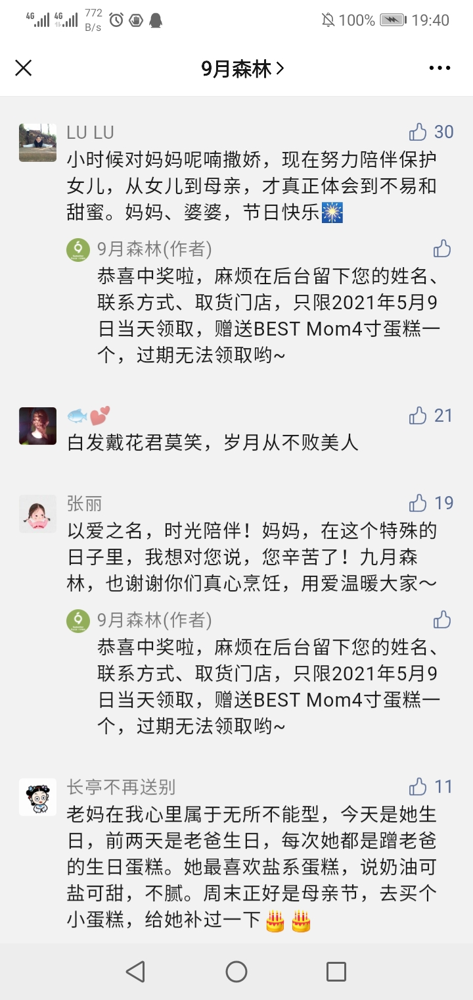 4G 4G 772 B/s 100% 19:40
9月森林
LU LU 30
小时候对妈妈呢喃撒娇，现在努力陪伴保护
女儿，从女儿到母亲，才真正体会到不易和
甜蜜。妈妈、婆婆，节日快乐🎆
9月森林(作者)
恭喜中奖啦，麻烦在后台留下您的姓名、
联系方式、取货门店，只限2021年5月9
日当天领取，赠送BEST Mom4寸蛋糕一
个，过期无法领取哟~
🐟💕 21
白发戴花君莫笑，岁月从不败美人
张丽 19
以爱之名，时光陪伴！妈妈，在这个特殊的
日子里，我想对您说，您辛苦了！九月森
林，也谢谢你们真心烹饪，用爱温暖大家～
9月森林(作者)
恭喜中奖啦，麻烦在后台留下您的姓名、
联系方式、取货门店，只限2021年5月9
日当天领取，赠送BEST Mom4寸蛋糕一
个，过期无法领取哟~
长亭不再送别 11
老妈在我心里属于无所不能型，今天是她生
日，前两天是老爸生日，每次她都是蹭老爸
的生日蛋糕。她最喜欢盐系蛋糕，说奶油可
盐可甜，不腻。周末正好是母亲节，去买个
小蛋糕，给她补过一下🎂🎂